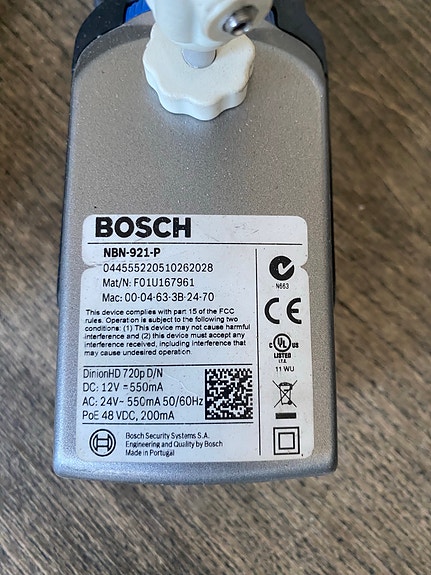 BOSCH
NBN-921-P
044555220510262028
Mat/N: F01U167961
Mac: 00-04-63-3B-24-70
This device complies with part 15 of the FCC
rules. Operation is subject to the following two
conditions: (1) This device may not cause harmful
interference and (2) this device must accept any
interference received, including interference that
may cause undesired operation.
N663
CE
UL US
LISTED
I.T.E.
11 WU
DinionHD 720p D/N
DC: 12V = 550mA
AC: 24V~ 550mA 50/60Hz
PoE 48 VDC, 200mA
Bosch Security Systems S.A.
Engineering and Quality by Bosch
Made in Portugal